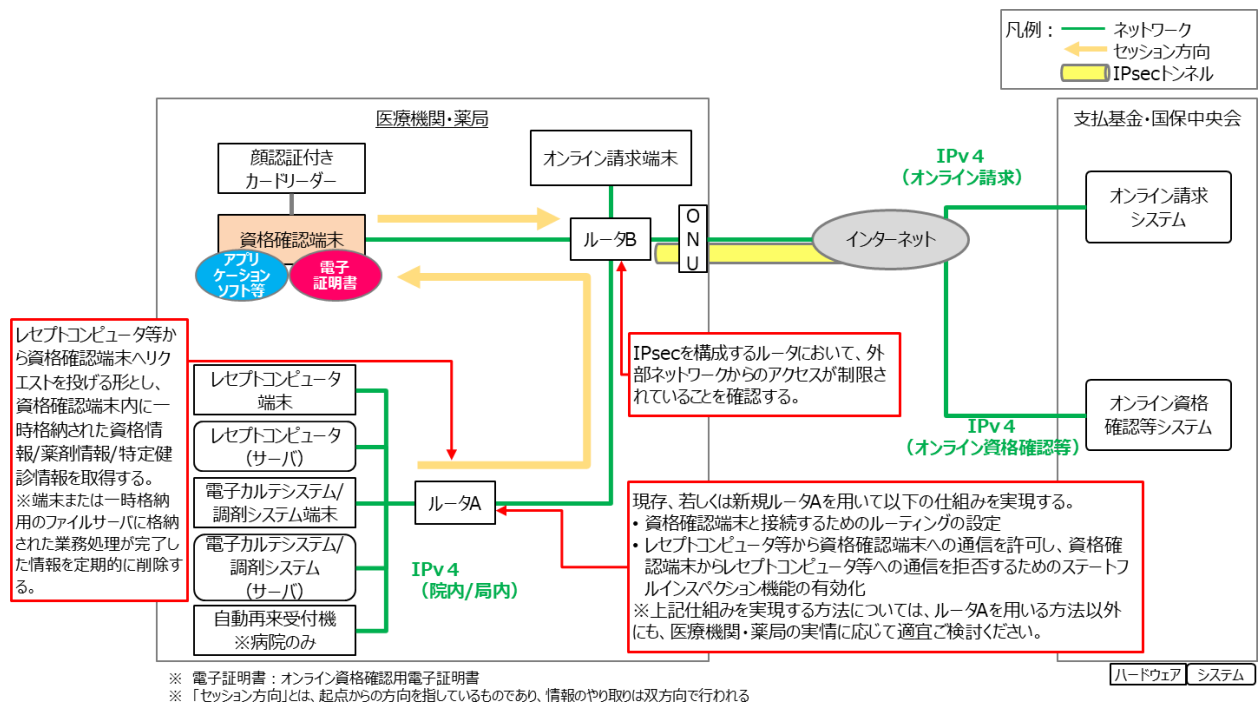 凡例：
ネットワーク
セッション方向
IPsecトンネル
医療機関・薬局
支払基金・国保中央会
顔認証付き
カードリーダー
オンライン請求端末
資格確認端末
アプリ
ケーション
ソフト等
電子
証明書
ルータB
O
N
U
インターネット
IPv４
（オンライン請求）
オンライン請求
システム
レセプトコンピュータ等か
ら資格確認端末へリク
エストを投げる形とし、
資格確認端末内に一
時格納された資格情
報/薬剤情報/特定健
診情報を取得する。
※端末または一時格納
用のファイルサーバに格納
された業務処理が完了し
た情報を定期的に削除す
る。
IPsecを構成するルータにおいて、外
部ネットワークからのアクセスが制限さ
れていることを確認する。
レセプトコンピュータ
端末
レセプトコンピュータ
(サーバ)
電子カルテシステム/
調剤システム端末
電子カルテシステム/
調剤システム
(サーバ)
自動再来受付機
※病院のみ
ルータA
IPv４
（院内/局内）
IPv４
（オンライン資格確認等）
オンライン資格
確認等システム
現存、若しくは新規ルータAを用いて以下の仕組みを実現する。
• 資格確認端末と接続するためのルーティングの設定
• レセプトコンピュータ等から資格確認端末への通信を許可し、資格確
認端末からレセプトコンピュータ等への通信を拒否するためのステートフ
ルインスペクション機能の有効化
※上記仕組みを実現する方法については、ルータAを用いる方法以外
にも、医療機関・薬局の実情に応じて適宜ご検討ください。
ハードウェア
システム
※ 電子証明書：オンライン資格確認用電子証明書
※ 「セッション方向」とは、起点からの方向を指しているものであり、情報のやり取りは双方向で行われる